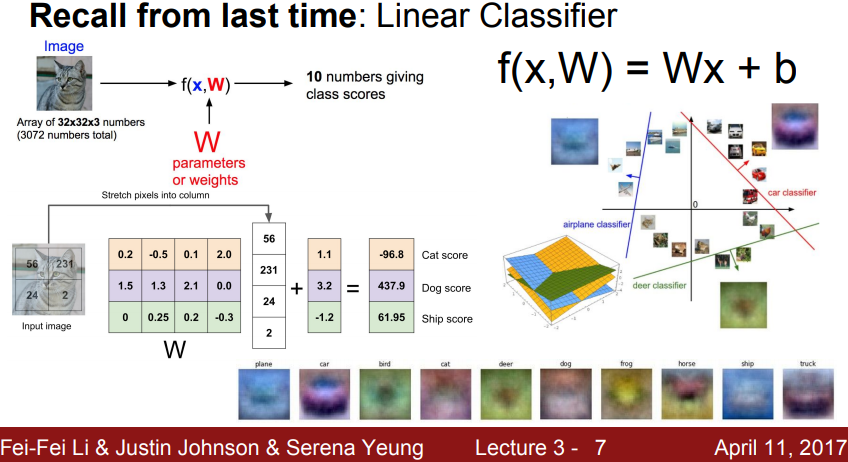 Recall from last time: Linear Classifier
Image
f(x,W)
10 numbers giving
class scores
Array of 32x32x3 numbers
(3072 numbers total)
W
parameters
or weights
f(x,W) = Wx + b
Stretch pixels into column
56 231
24 2
Input image
0.2 -0.5 0.1 2.0
1.5 1.3 2.1 0.0
0 0.25 0.2 -0.3
W
56
231
24
2
+
1.1
3.2
-1.2
=
-96.8 Cat score
437.9 Dog score
61.95 Ship score
0
car classifier
airplane classifier
deer classifier
plane car bird cat deer dog frog horse ship truck
Fei-Fei Li & Justin Johnson & Serena Yeung Lecture 3 - 7 April 11, 2017